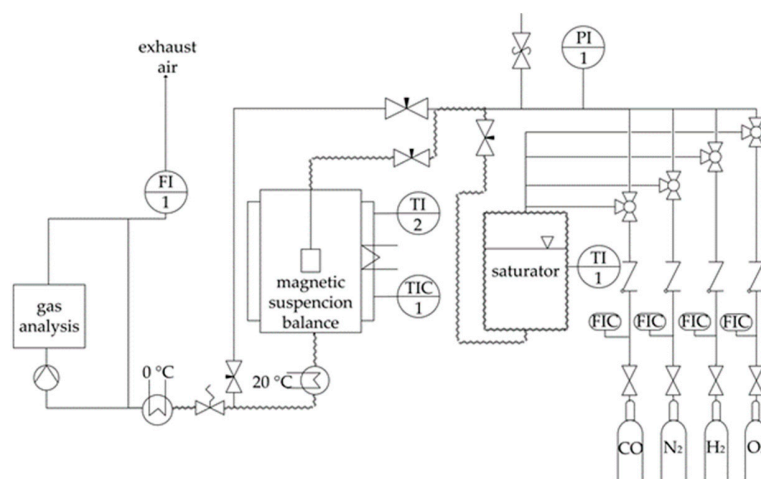 exhaust
air
PI
1
FI
1
TI
2
magnetic
suspencion
balance
TIC
1
saturator
TI
1
gas
analysis
FIC
FIC
FIC
FIC
0 °C
20 °C
CO
N₂
H₂
O